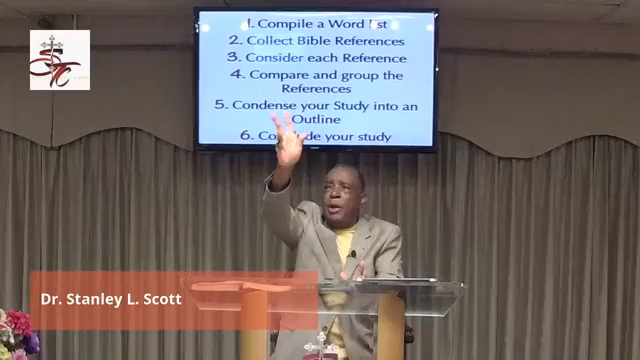 1. Compile a Word list
2. Collect Bible References
3. Consider each Reference
4. Compare and group the
References
5. Condense your Study into an
Outline
6. your study
Dr. Stanley L. Scott